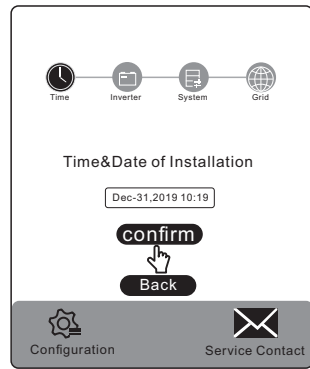 Time Inverter System Grid
Time&Date of Installation
Dec-31,2019 10:19
confirm
Back
Configuration Service Contact